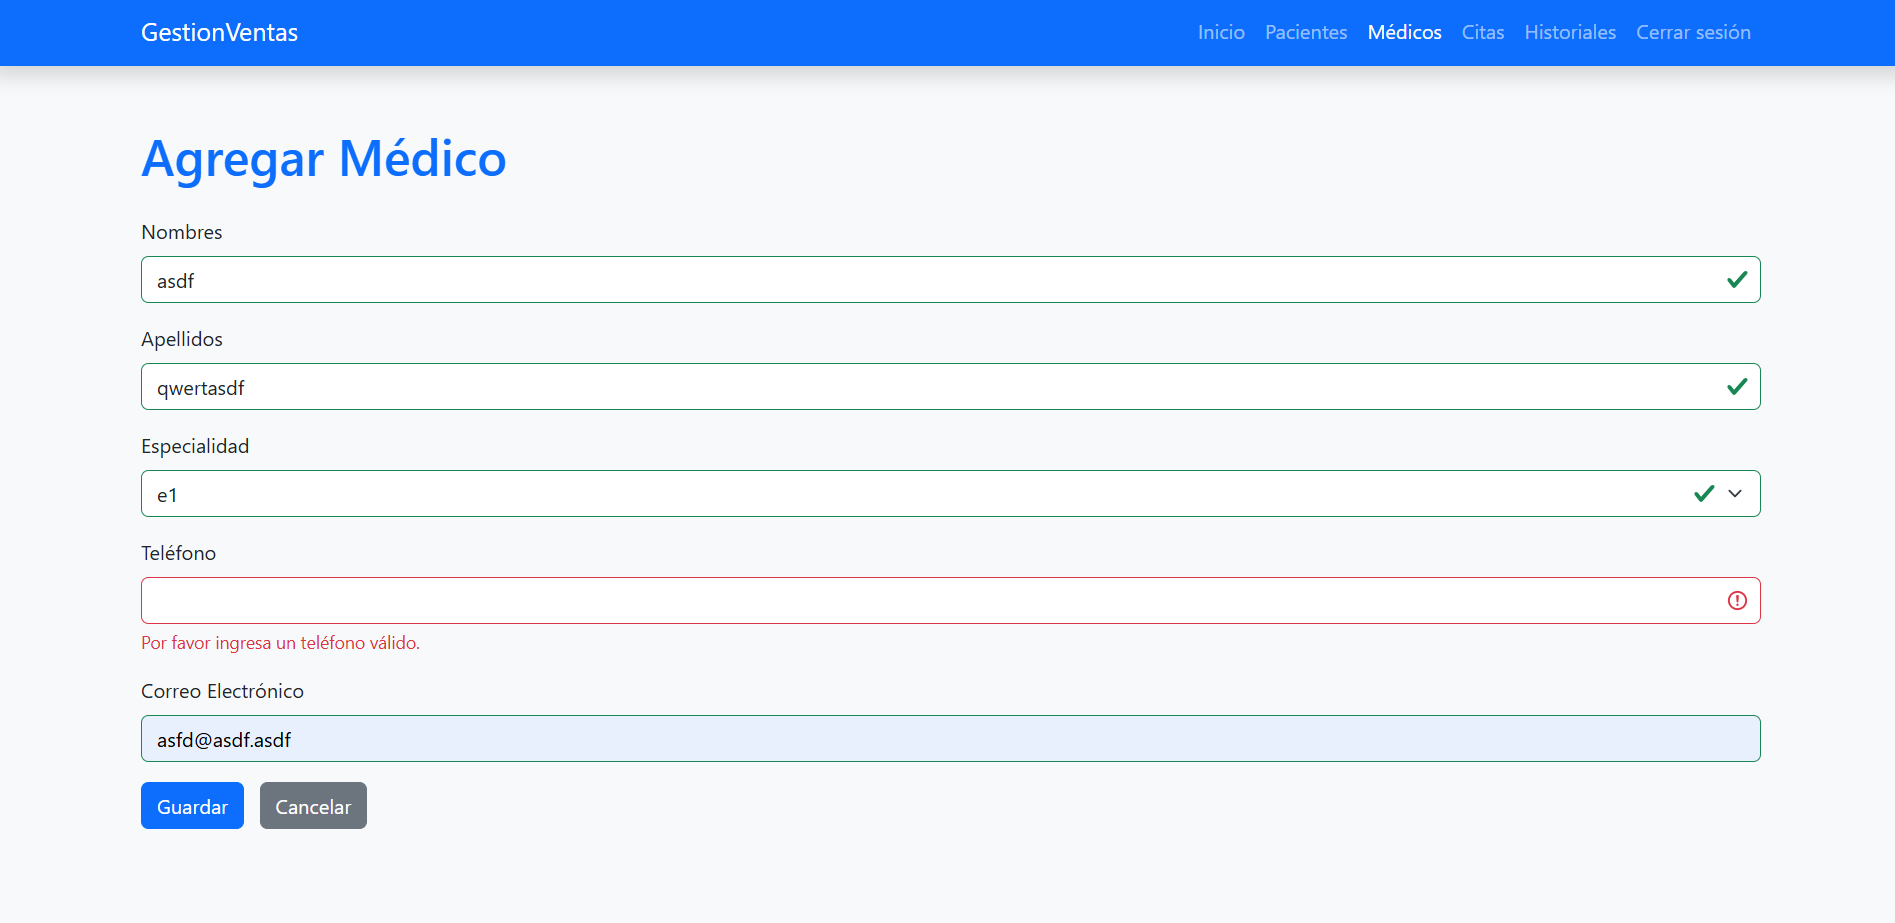 GestionVentas
Inicio Pacientes Médicos Citas Historiales Cerrar sesión
Agregar Médico
Nombres
asdf
Apellidos
qwertasdf
Especialidad
e1
Teléfono
Por favor ingresa un teléfono válido.
Correo Electrónico
asfd@asdf.asdf
Guardar Cancelar